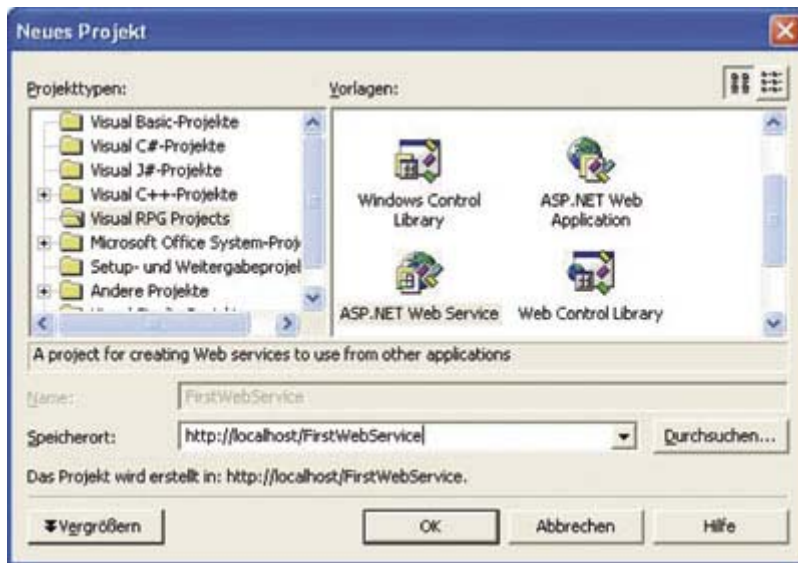 Neues Projekt
Projekttypen:
Vorlagen:
Visual Basic-Projekte
Visual C#-Projekte
Visual J#-Projekte
Visual C++-Projekte
Visual RPG Projects
Microsoft Office System-Proj
Setup- und Weitergabeprojel
Andere Projekte
Windows Control
Library
ASP.NET Web
Application
ASP.NET Web Service
Web Control Library
A project for creating Web services to use from other applications
Name:
FirstWebService
Speicherort:
http://localhost/FirstWebService
Durchsuchen...
Das Projekt wird erstellt in: http://localhost/FirstWebService.
Vergrößern
OK
Abbrechen
Hilfe